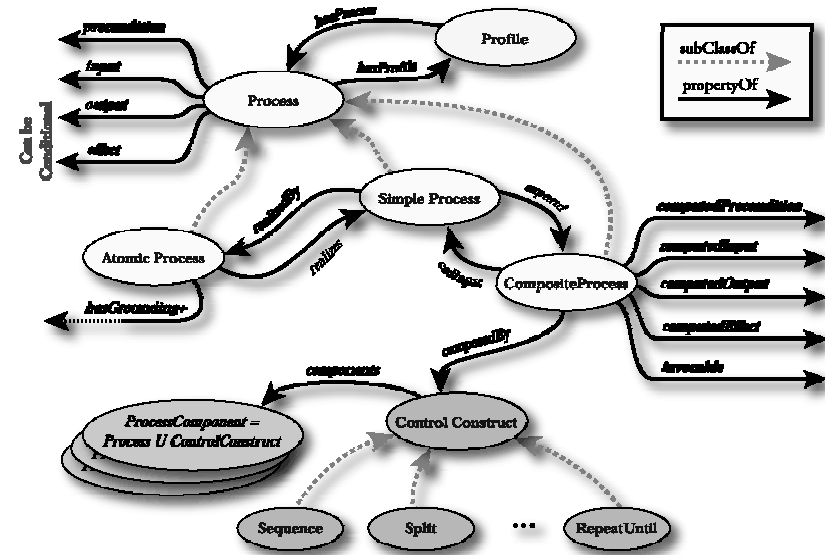 hasProcess
Profile
subClassOf
propertyOf
precondition
input
output
effect
Can be
Conditional
Process
hasProfile
Simple Process
expand
realizedBy
realizes
collapse
Atomic Process
hasGrounding+
CompositeProcess
computedPrecondition
computedInput
computedOutput
computedEffect
invocable
composedBy
components
ProcessComponent =
Process U ControlConstruct
Control Construct
Sequence
Split
...
RepeatUntil